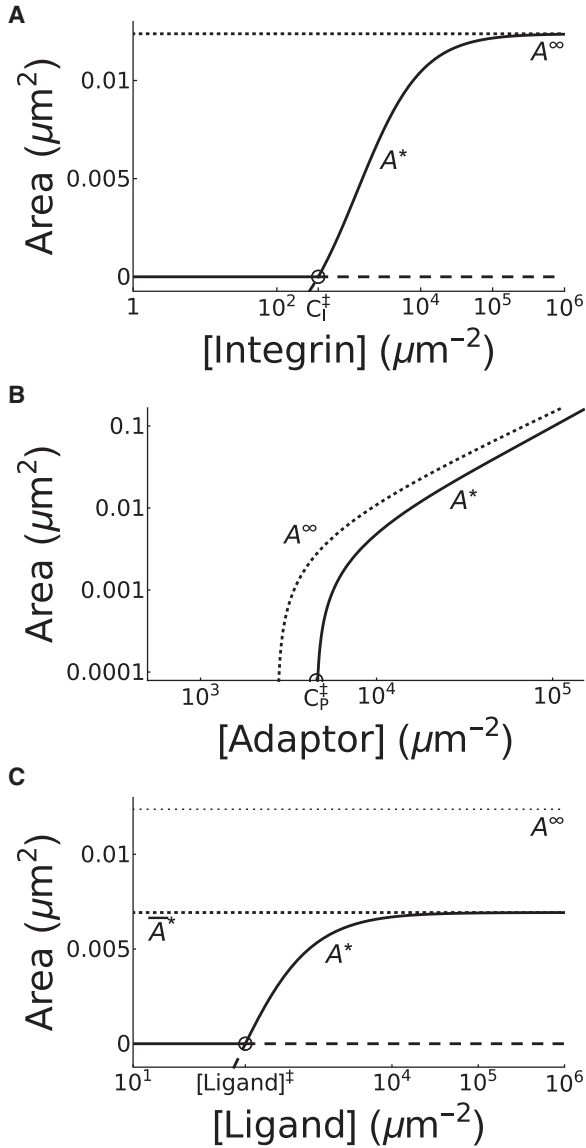 A
Area (μm²)
0.01
0.005
0
A^∞
A*
1
10²
C_I^‡
10⁴
10⁵
10⁶
[Integrin] (μm⁻²)
B
Area (μm²)
0.1
0.01
0.001
0.0001
A^∞
A*
10³
C_P^‡
10⁴
10⁵
[Adaptor] (μm⁻²)
C
Area (μm²)
0.01
0.005
0
A^∞
A̅*
A*
10¹
[Ligand]^‡
10⁴
10⁵
10⁶
[Ligand] (μm⁻²)